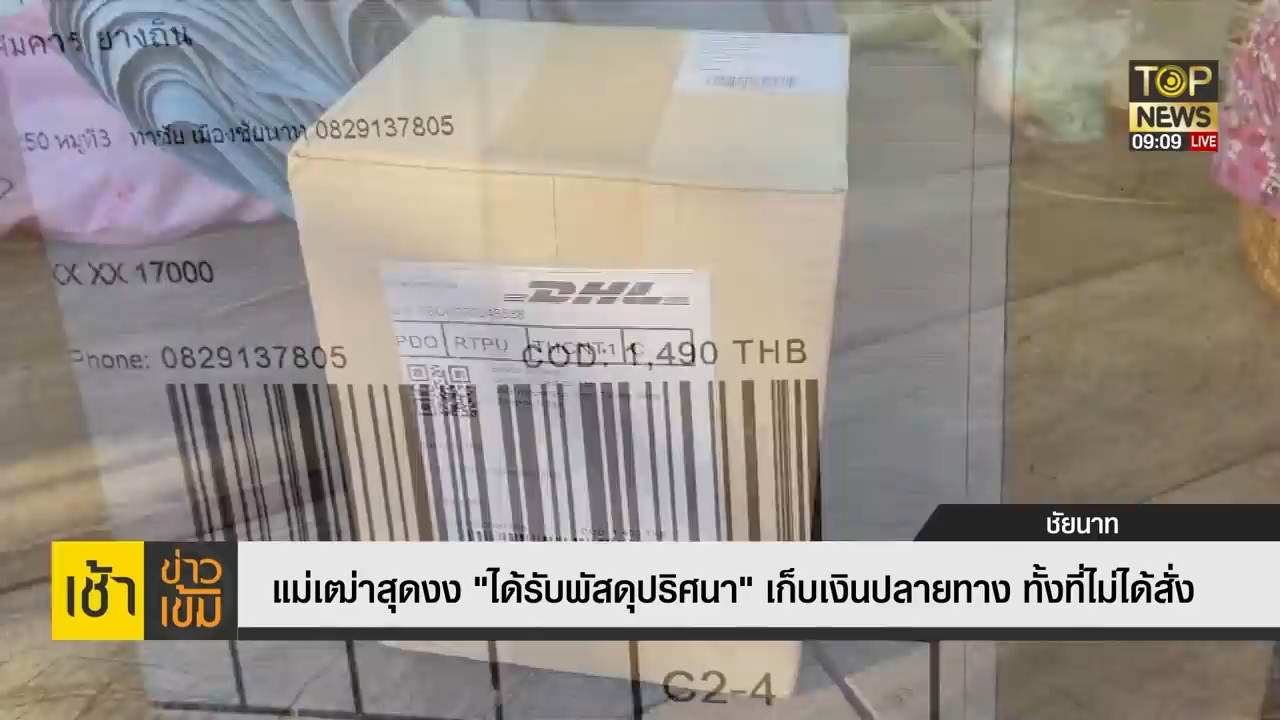 สมคาร ยางถิ่น
TOP
NEWS
09:09 LIVE
50 หมู่ที่3 ท่าชัย เมืองชัยนาท 0829137805
XX 17000
DHL
PDO RTPU THCNT-1 C
Phone: 0829137805
COD: 1,490 THB
ชัยนาท
เช้า
ข่าว
เข้ม
แม่เฒ่าสุดงง "ได้รับพัสดุปริศนา" เก็บเงินปลายทาง ทั้งที่ไม่ได้สั่ง
C2-4